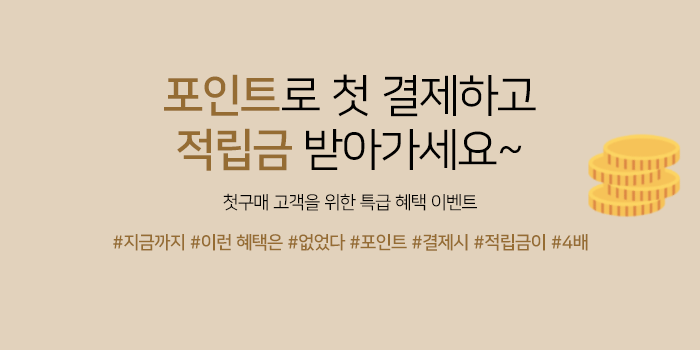 포인트로 첫 결제하고
적립금 받아가세요~
첫구매 고객을 위한 특급 혜택 이벤트
#지금까지 #이런 혜택은 #없었다 #포인트 #결제시 #적립금이 #4배